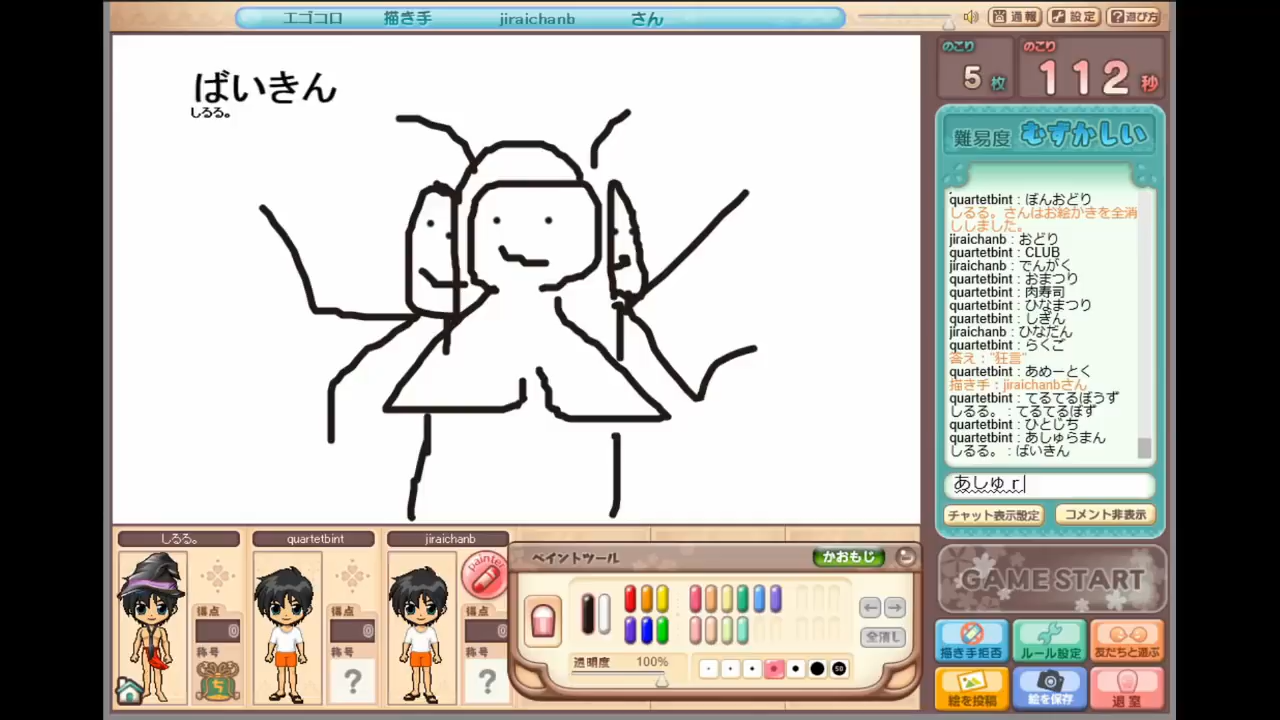 エゴコロ 描き手 jiraichanb さん
通報 設定 遊び方
ばいきん
しるる。
のこり 5枚
のこり 112秒
難易度 むずかしい
quartetbint : ぼんおどり
しるる。さんはお絵かきを全消
ししました。
jiraichanb : おどり
quartetbint : CLUB
jiraichanb : でんがく
quartetbint : おまつり
quartetbint : 肉寿司
quartetbint : ひなまつり
quartetbint : しぎん
jiraichanb : ひなだん
quartetbint : らくご
答え："狂言"
quartetbint : あめーとく
描き手：jiraichanbさん
quartetbint : てるてるぼうず
しるる。 : てるてるぼず
quartetbint : ひとじち
quartetbint : あしゅらまん
しるる。 : ばいきん
あしゅｒ
チャット表示設定 コメント非表示
GAME START
しるる。 quartetbint jiraichanb
painter
得点 0 得点 0 得点 0
称号 称号 ? 称号 ?
ペイントツール かおもじ
全消し
透明度 100%
50
描き手拒否 ルール設定 友だちと遊ぶ
絵を投稿 絵を保存 退室